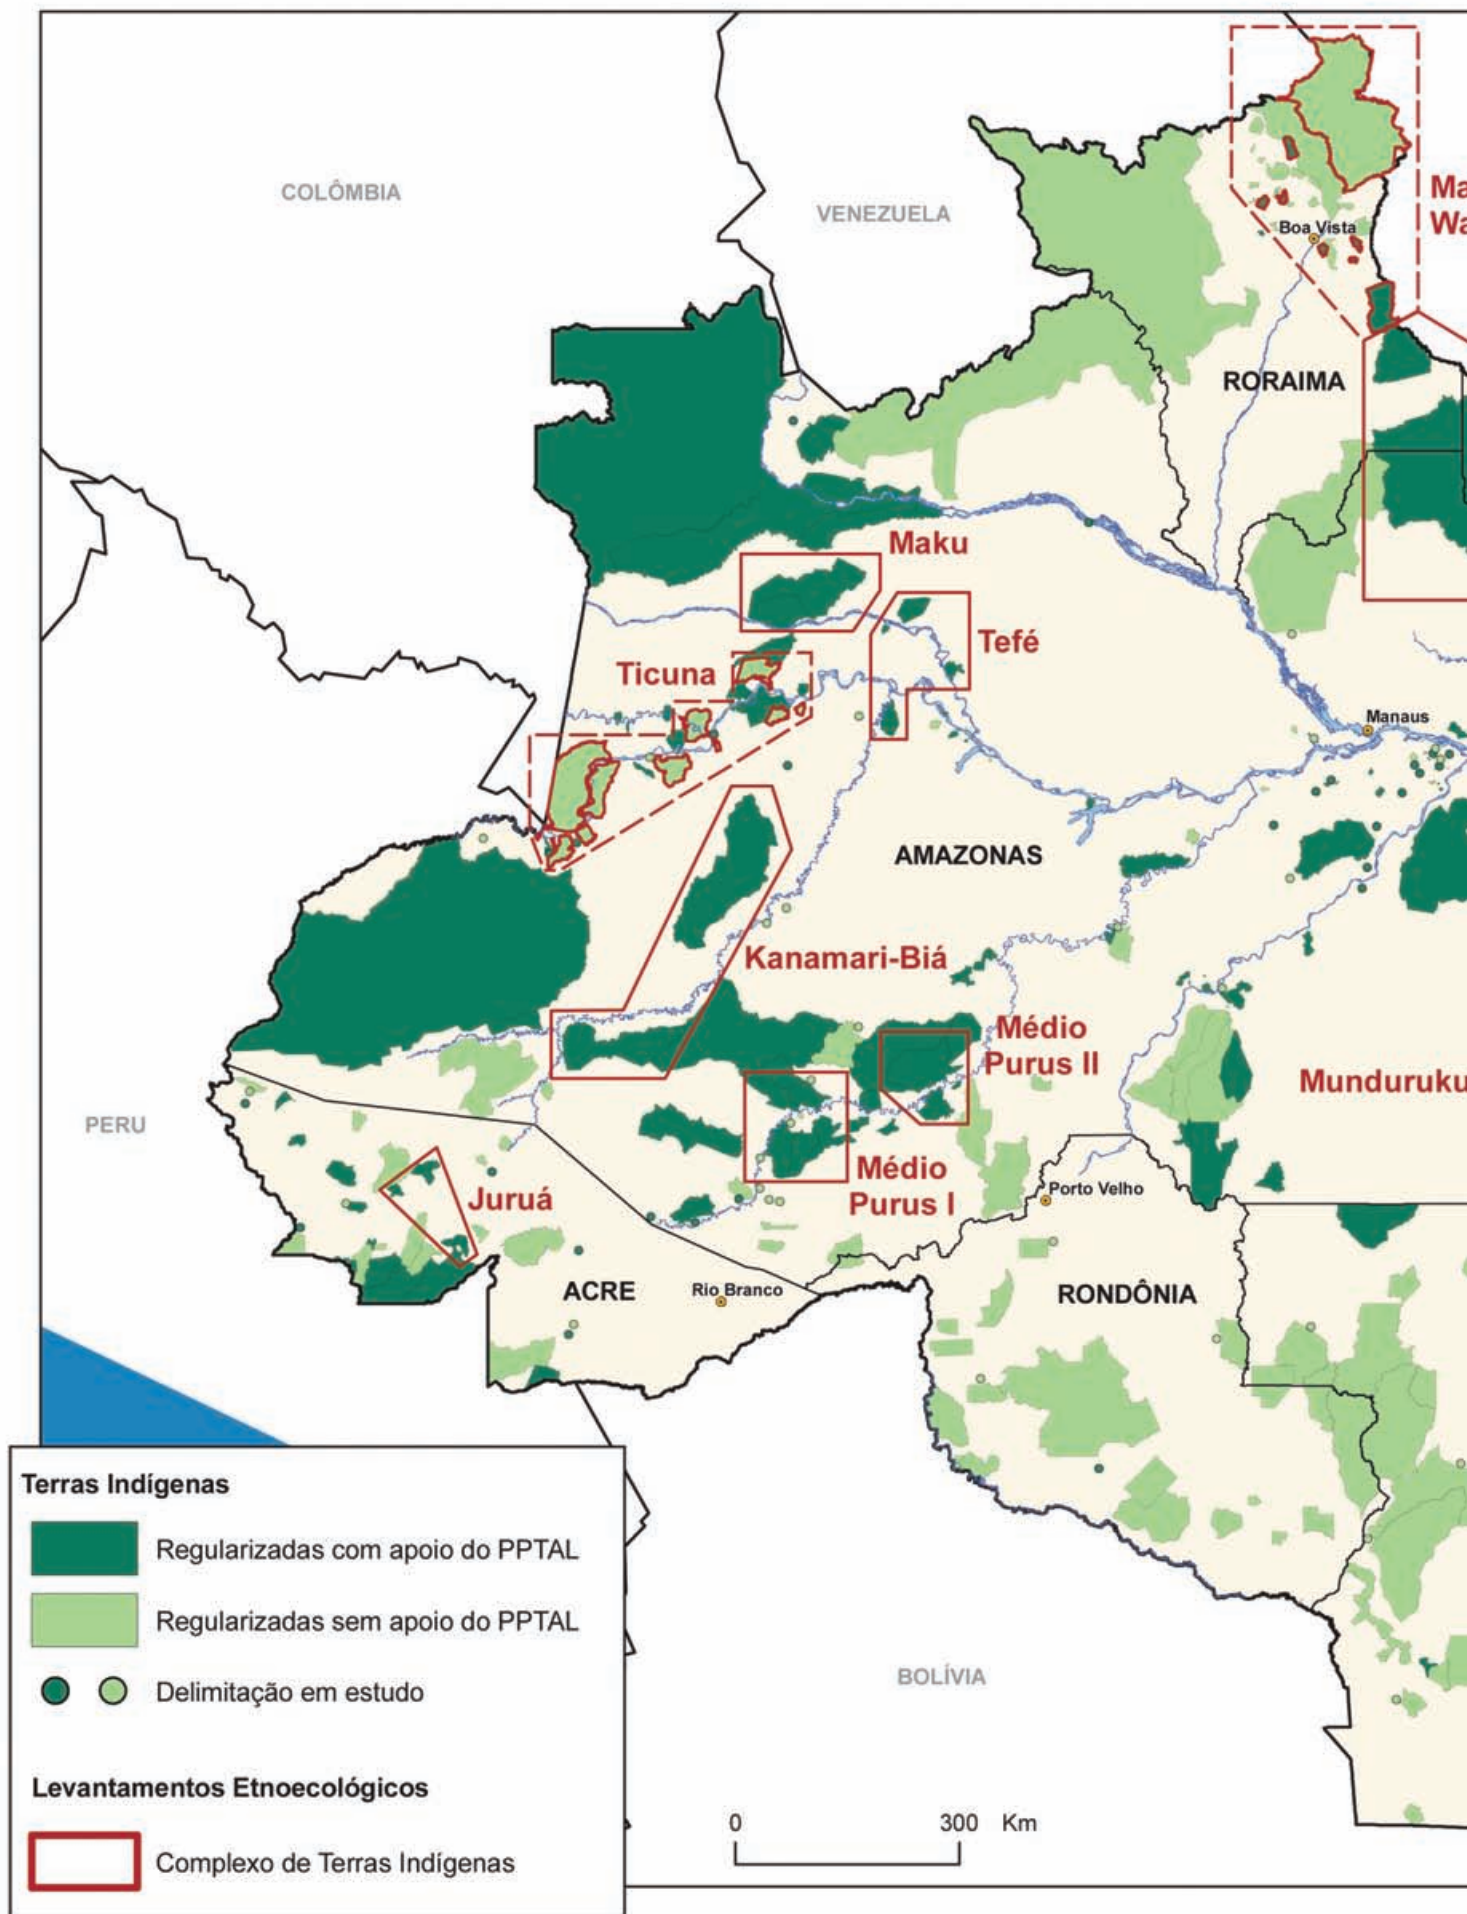 COLÔMBIA
VENEZUELA
Ma
Wa
Boa Vista
RORAIMA
Maku
Tefé
Ticuna
Manaus
AMAZONAS
Kanamari-Biá
Médio
Purus II
Munduruku
PERU
Médio
Purus I
Juruá
Porto Velho
ACRE
Rio Branco
RONDÔNIA
Terras Indígenas
Regularizadas com apoio do PPTAL
Regularizadas sem apoio do PPTAL
Delimitação em estudo
BOLÍVIA
Levantamentos Etnoecológicos
Complexo de Terras Indígenas
0 300 Km